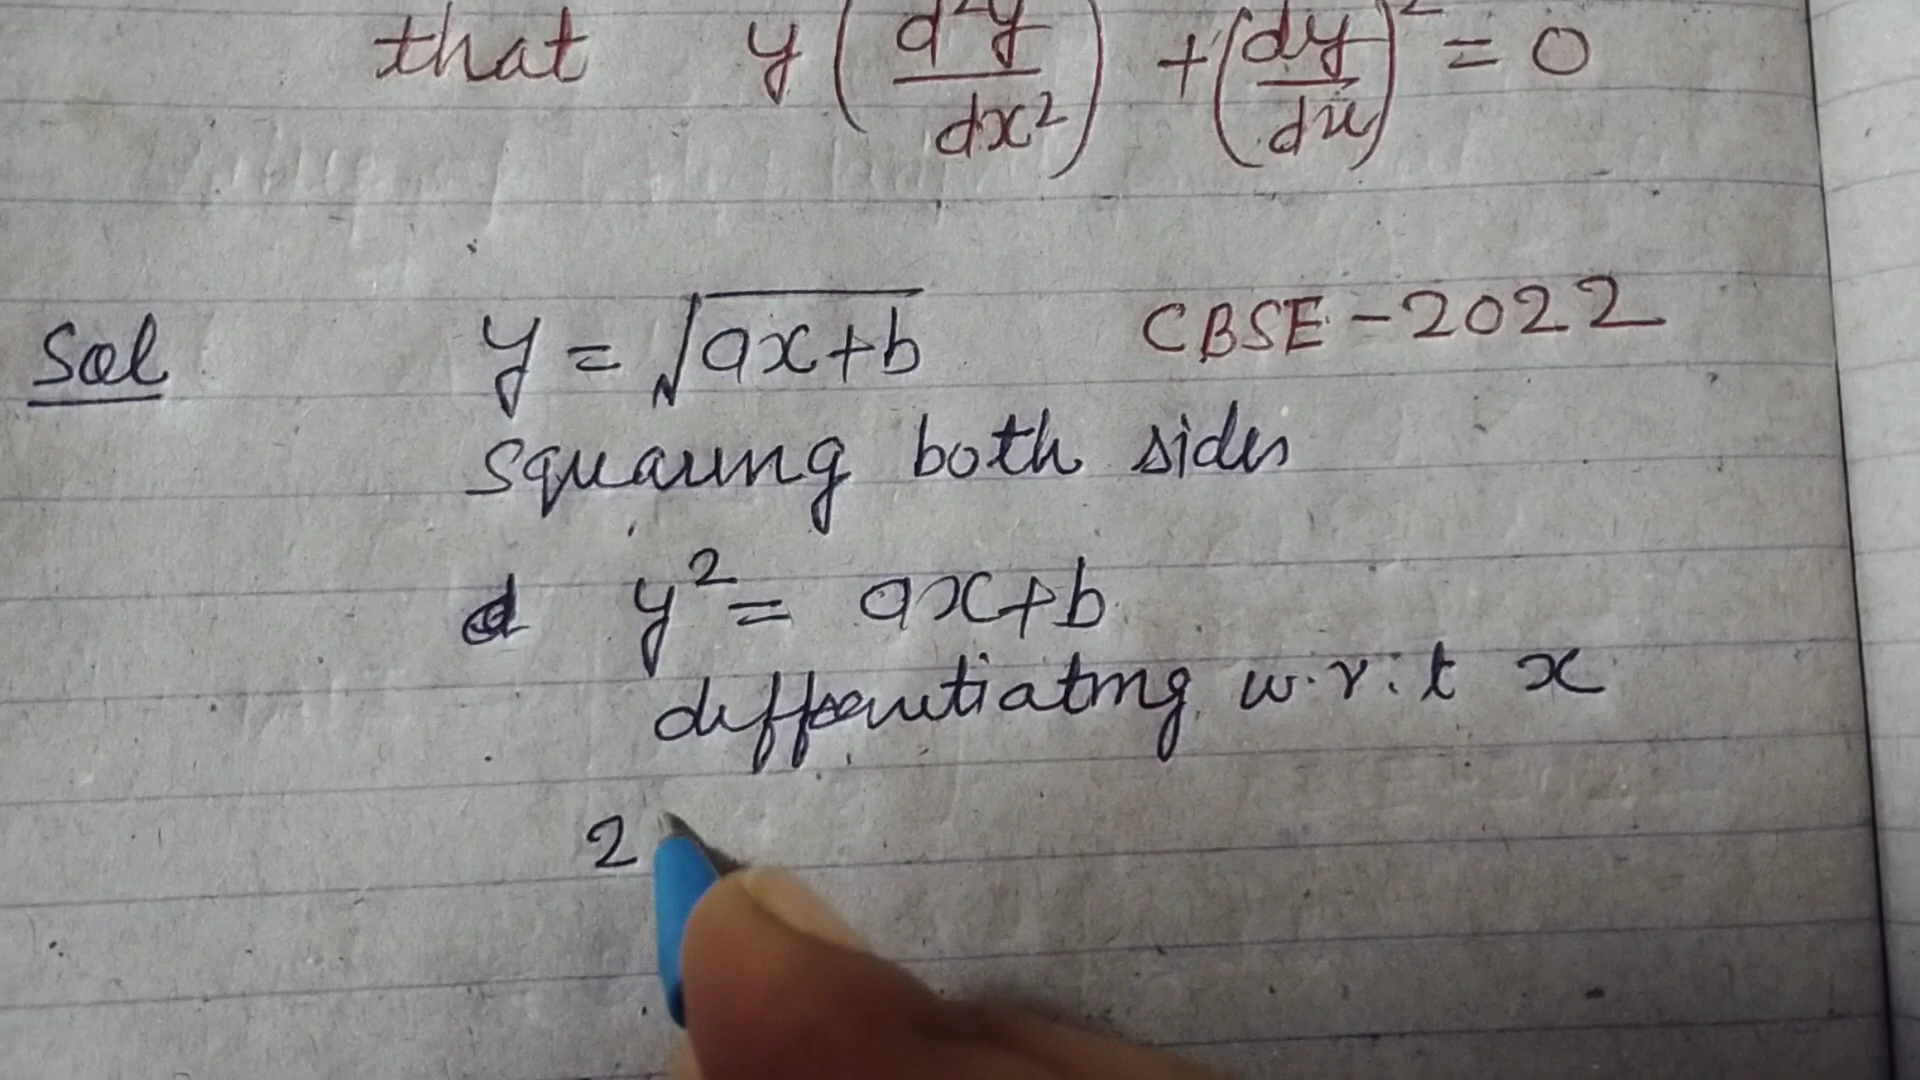 that y(d²y/dx²) + (dy/dx)² = 0
Sol y = √ax+b CBSE-2022
squaring both sides
d y² = ax+b
differentiating w.r.t x
2